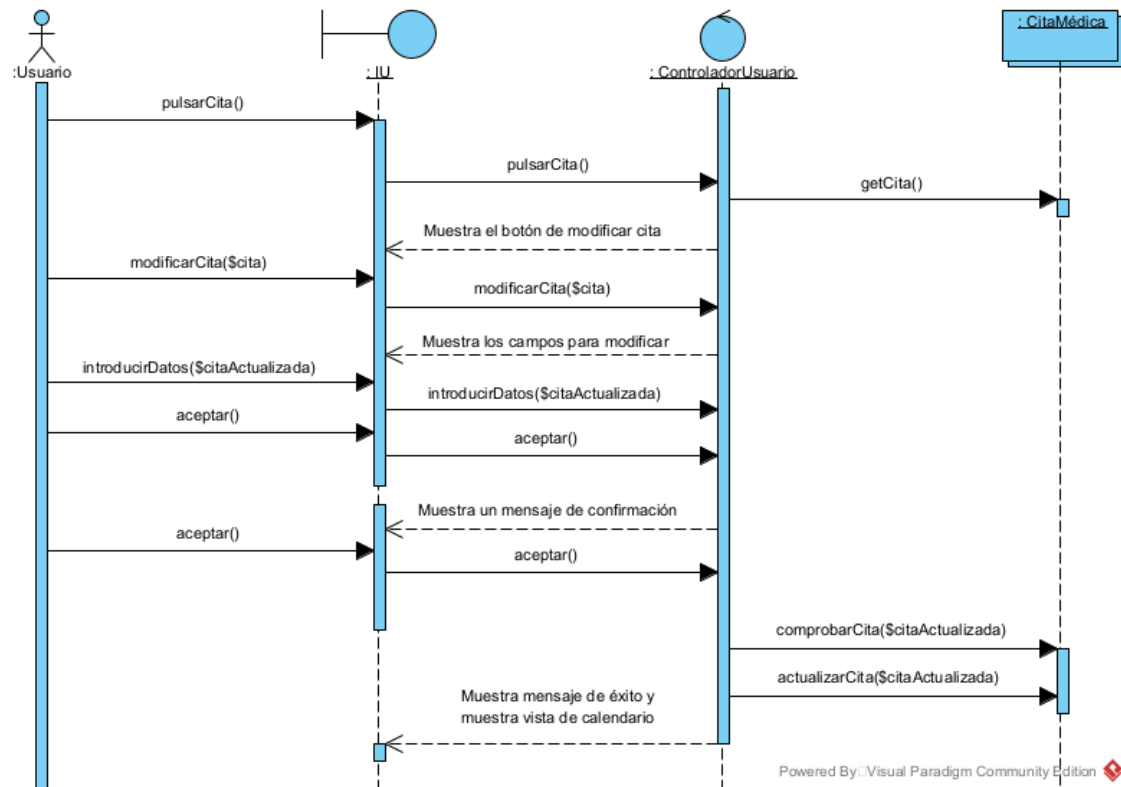 : CitaMédica
:Usuario
: IU
: ControladorUsuario
pulsarCita()
pulsarCita()
getCita()
Muestra el botón de modificar cita
modificarCita($cita)
modificarCita($cita)
Muestra los campos para modificar
introducirDatos($citaActualizada)
introducirDatos($citaActualizada)
aceptar()
aceptar()
Muestra un mensaje de confirmación
aceptar()
aceptar()
comprobarCita($citaActualizada)
actualizarCita($citaActualizada)
Muestra mensaje de éxito y
muestra vista de calendario
Powered By Visual Paradigm Community Edition